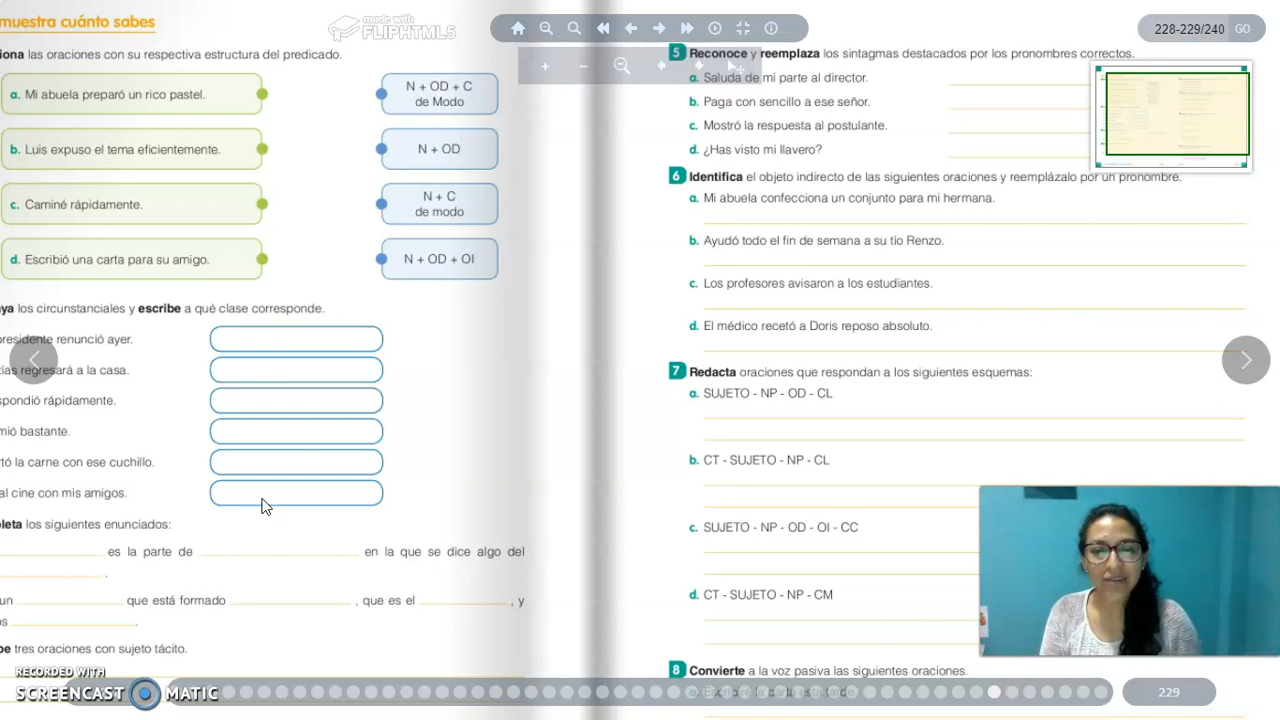 muestra cuánto sabes
iona las oraciones con su respectiva estructura del predicado.
a. Mi abuela preparó un rico pastel.
N + OD + C
de Modo
b. Luis expuso el tema eficientemente.
N + OD
c. Caminé rápidamente.
N + C
de modo
d. Escribió una carta para su amigo.
N + OD + OI
ya los circunstanciales y escribe a qué clase corresponde.
presidente renunció ayer.
ías regresará a la casa.
spondió rápidamente.
mió bastante.
tó la carne con ese cuchillo.
al cine con mis amigos.
pleta los siguientes enunciados:
es la parte de en la que se dice algo del
.
un que está formado , que es el , y
s .
be tres oraciones con sujeto tácito.
made with
FLIPHTML5
228-229/240 GO
5 Reconoce y reemplaza los sintagmas destacados por los pronombres correctos.
a. Saluda de mi parte al director.
b. Paga con sencillo a ese señor.
c. Mostró la respuesta al postulante.
d. ¿Has visto mi llavero?
6 Identifica el objeto indirecto de las siguientes oraciones y reemplázalo por un pronombre.
a. Mi abuela confecciona un conjunto para mi hermana.
b. Ayudó todo el fin de semana a su tío Renzo.
c. Los profesores avisaron a los estudiantes.
d. El médico recetó a Doris reposo absoluto.
7 Redacta oraciones que respondan a los siguientes esquemas:
a. SUJETO - NP - OD - CL
b. CT - SUJETO - NP - CL
c. SUJETO - NP - OD - OI - CC
d. CT - SUJETO - NP - CM
8 Convierte a la voz pasiva las siguientes oraciones.
a. Escribiré la carta esta tarde.
RECORDED WITH
SCREENCAST MATIC
229